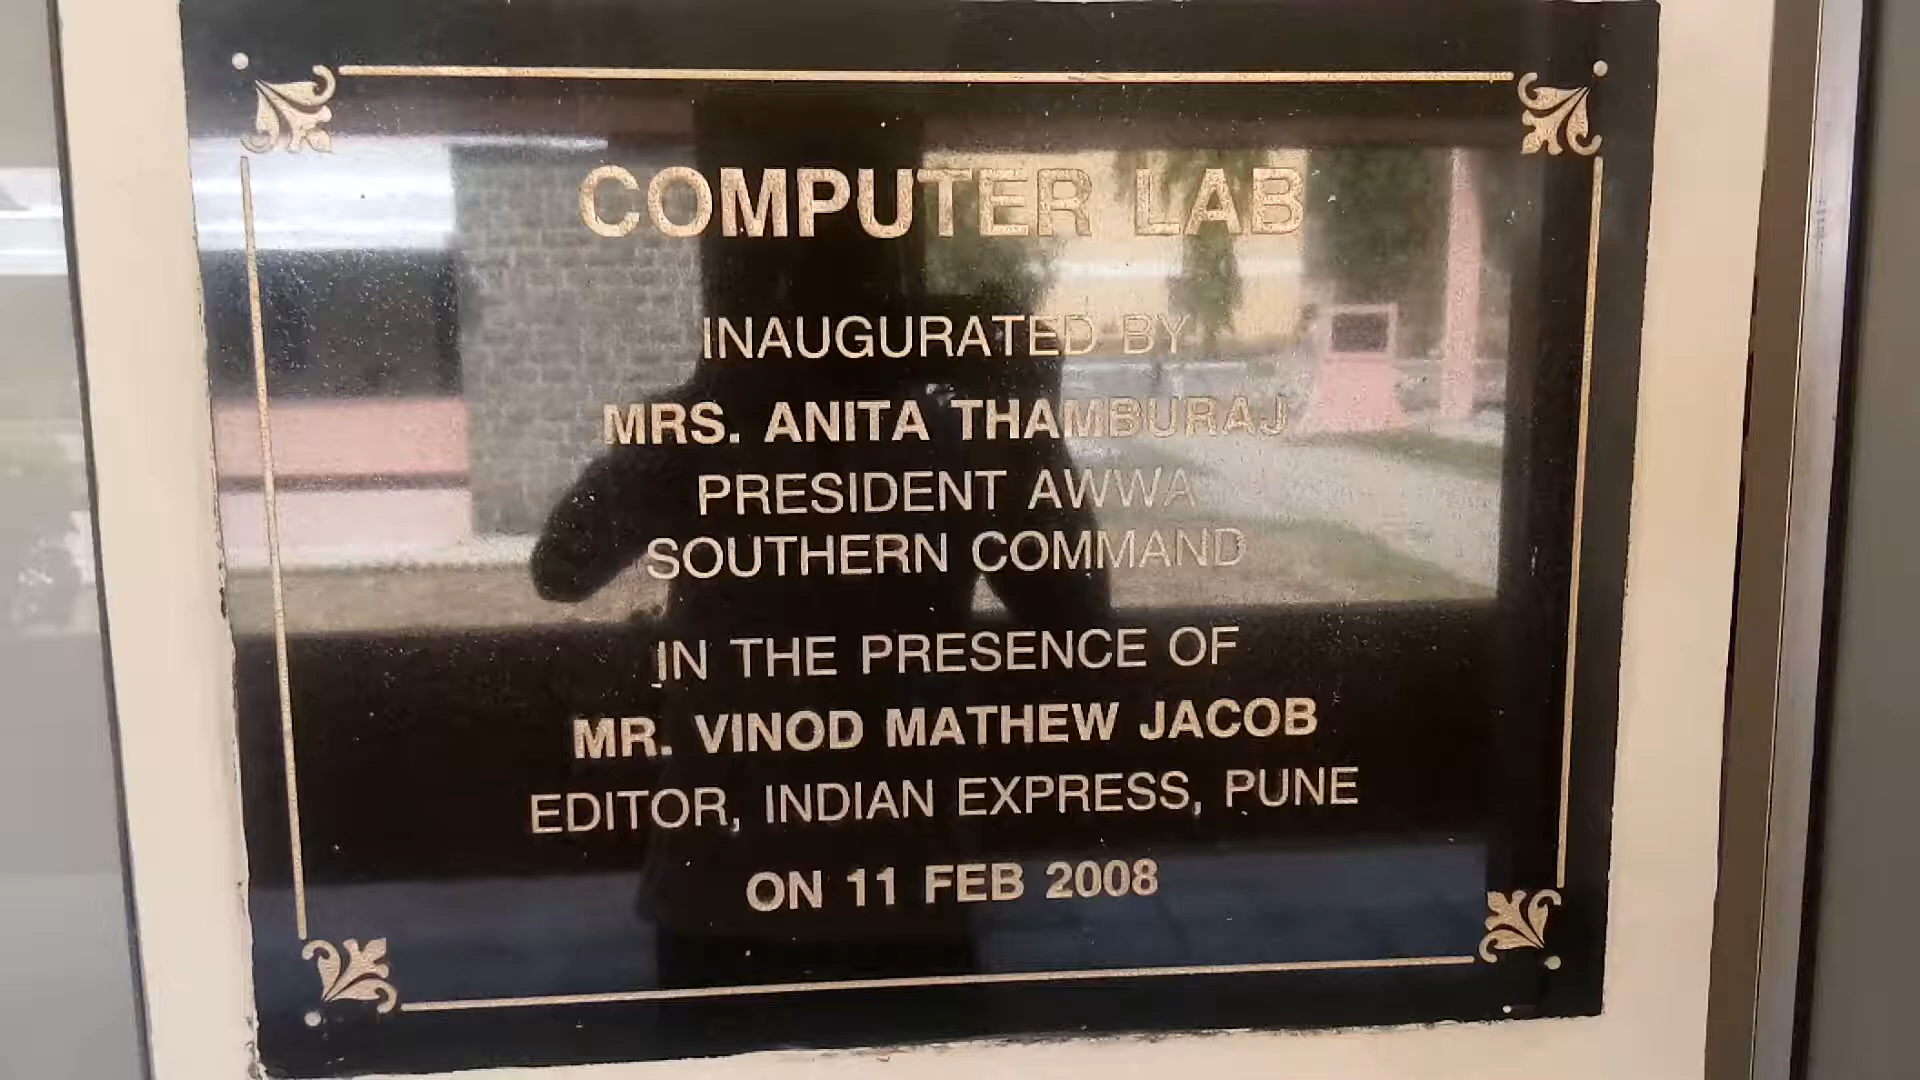 COMPUTER LAB
INAUGURATED BY
MRS. ANITA THAMBURAJ
PRESIDENT AWWA
SOUTHERN COMMAND
IN THE PRESENCE OF
MR. VINOD MATHEW JACOB
EDITOR, INDIAN EXPRESS, PUNE
ON 11 FEB 2008